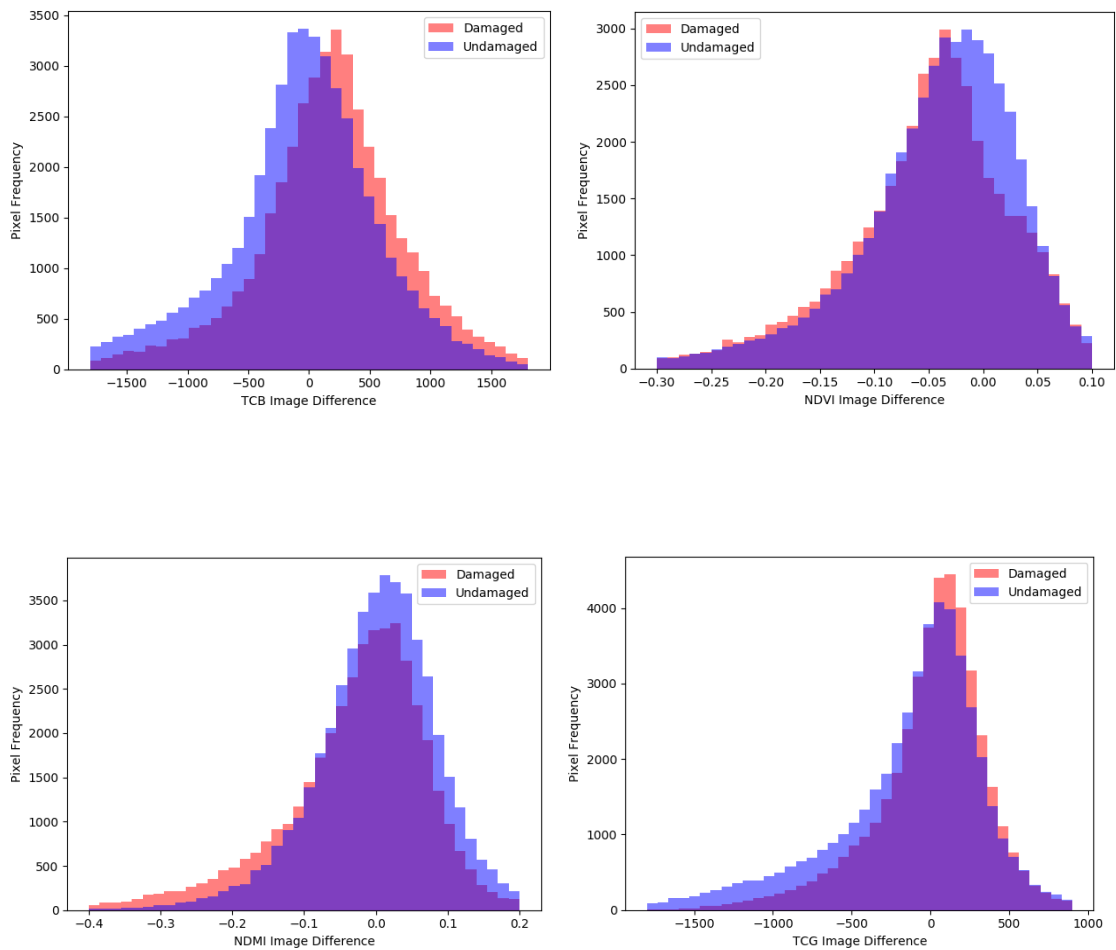 3500
3000
2500
2000
1500
1000
500
0
Pixel Frequency
Damaged
Undamaged
−1500 −1000 −500 0 500 1000 1500
TCB Image Difference
3000
2500
2000
1500
1000
500
0
Pixel Frequency
Damaged
Undamaged
−0.30 −0.25 −0.20 −0.15 −0.10 −0.05 0.00 0.05 0.10
NDVI Image Difference
3500
3000
2500
2000
1500
1000
500
0
Pixel Frequency
Damaged
Undamaged
−0.4 −0.3 −0.2 −0.1 0.0 0.1 0.2
NDMI Image Difference
4000
3000
2000
1000
0
Pixel Frequency
Damaged
Undamaged
−1500 −1000 −500 0 500 1000
TCG Image Difference